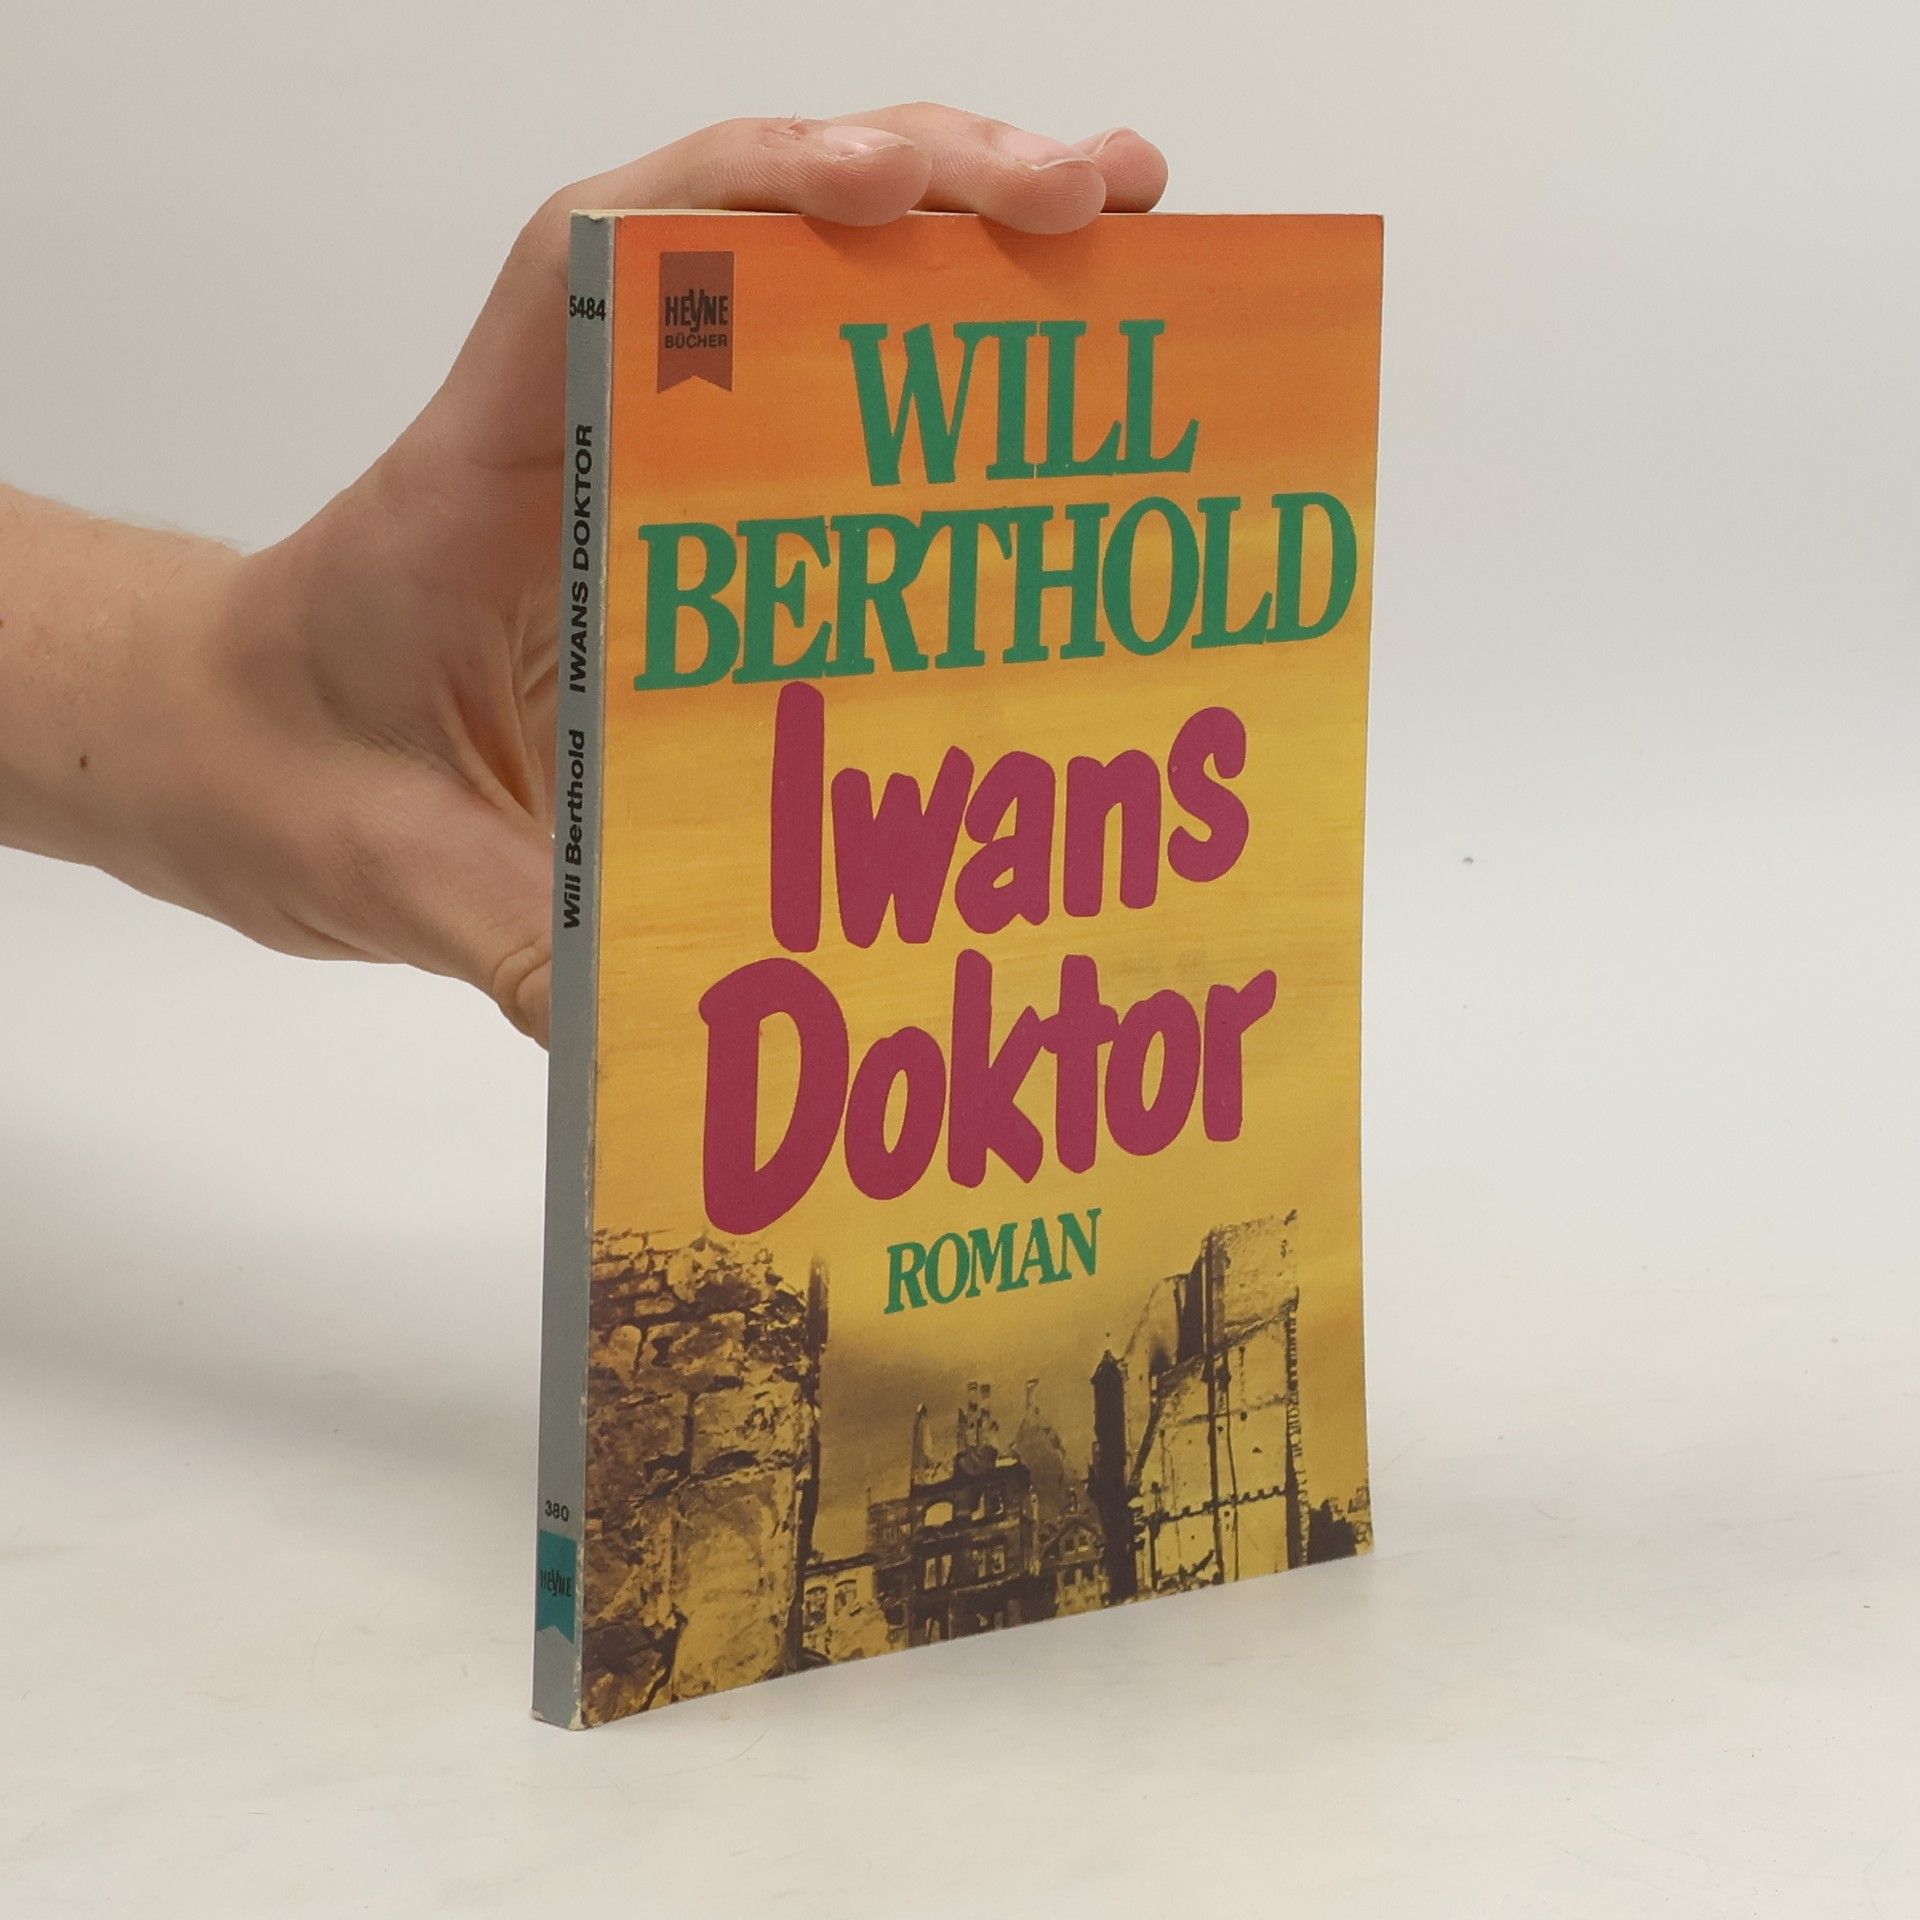 5484
Will Berthold IWANS DOKTOR
380
HEYNE
HEYNE
BÜCHER
WILL
BERTHOLD
Iwans
Doktor
ROMAN